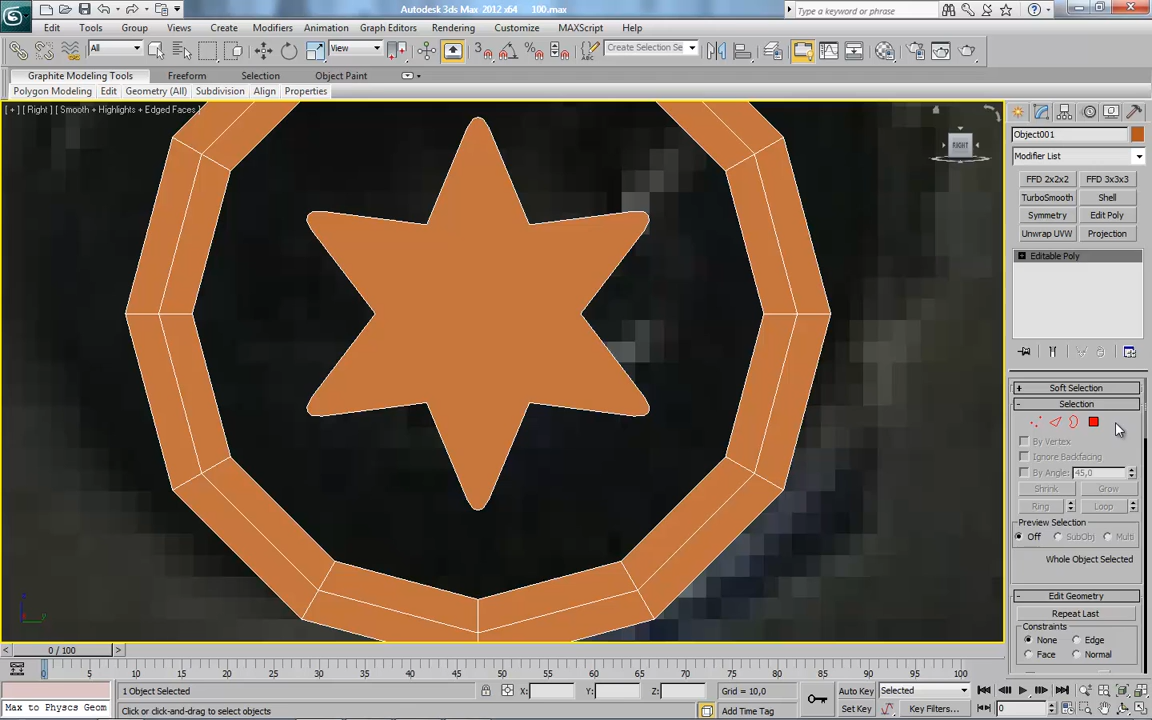 Autodesk 3ds Max 2012 x64    100.max
Type a keyword or phrase
Edit Tools Group Views Create Modifiers Animation Graph Editors Rendering Customize MAXScript Help
All View Create Selection Se
Graphite Modeling Tools Freeform Selection Object Paint
Polygon Modeling Edit Geometry (All) Subdivision Align Properties
[ + ] [ Right ] [ Smooth + Highlights + Edged Faces ]
RIGHT
Object001
Modifier List
FFD 2x2x2 FFD 3x3x3
TurboSmooth Shell
Symmetry Edit Poly
Unwrap UVW Projection
Editable Poly
+ Soft Selection
- Selection
By Vertex
Ignore Backfacing
By Angle: 45,0
Shrink Grow
Ring Loop
Preview Selection
Off SubObj Multi
Whole Object Selected
- Edit Geometry
Repeat Last
Constraints
None Edge
Face Normal
0 / 100
0 5 10 15 20 25 30 35 40 45 50 55 60 65 70 75 80 85 90 95 100
1 Object Selected X: Y: Z: Grid = 10,0 Auto Key Selected
Max to Physcs Geom Click or click-and-drag to select objects Add Time Tag Set Key Key Filters... 0